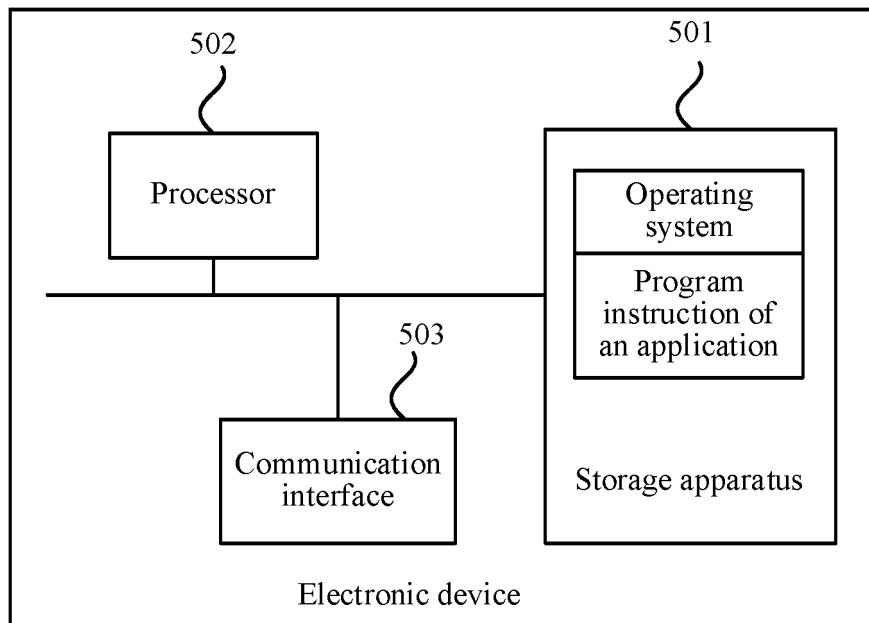 502
501
Processor
Operating
system
Program
instruction of
an application
503
Communication
interface
Storage apparatus
Electronic device